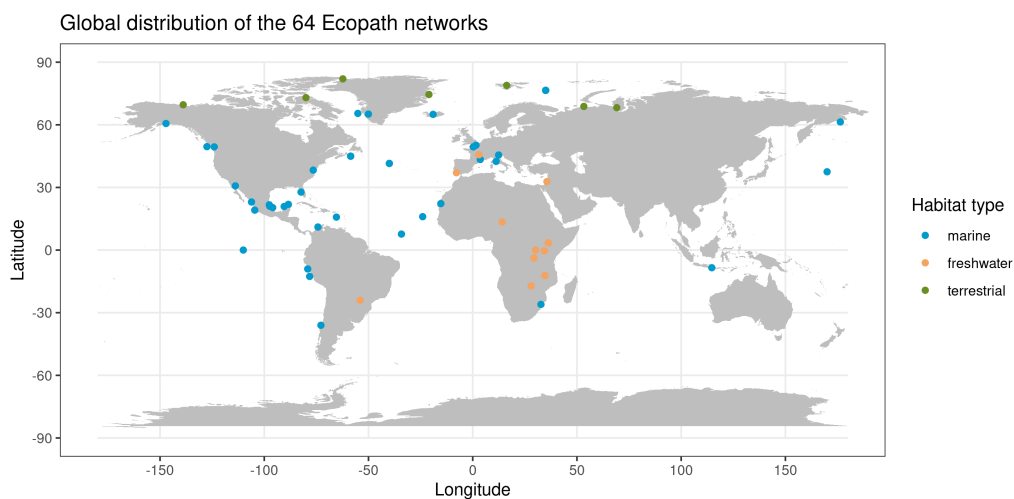 Global distribution of the 64 Ecopath networks
90
60
30
0
-30
-60
-90
Latitude
-150
-100
-50
0
50
100
150
Longitude
Habitat type
marine
freshwater
terrestrial